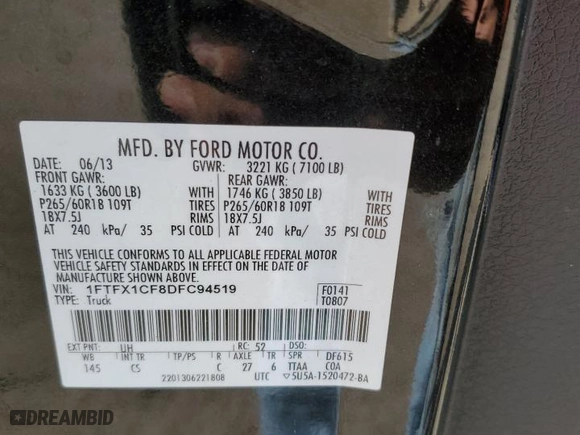 MFD. BY FORD MOTOR CO.
DATE: 06/13 GVWR: 3221 KG ( 7100 LB)
FRONT GAWR: REAR GAWR:
1633 KG ( 3600 LB) WITH 1746 KG ( 3850 LB) WITH
P265/60R18 109T TIRES P265/60R18 109T TIRES
18X7.5J RIMS 18X7.5J RIMS
AT 240 kPa/ 35 PSI COLD AT 240 kPa/ 35 PSI COLD
THIS VEHICLE CONFORMS TO ALL APPLICABLE FEDERAL MOTOR
VEHICLE SAFETY STANDARDS IN EFFECT ON THE DATE OF
MANUFACTURE SHOWN ABOVE.
VIN: 1FTFX1CF8DFC94519 F0141
TYPE: Truck T0807
EXT PNT: UH RC: 52 DSO:
WB INT TR TP/PS R AXLE TR SPR DF615
145 CS C 27 6 TTAA COA
2201306221808 UTC 5U5A-1520472-BA
DREAMBID